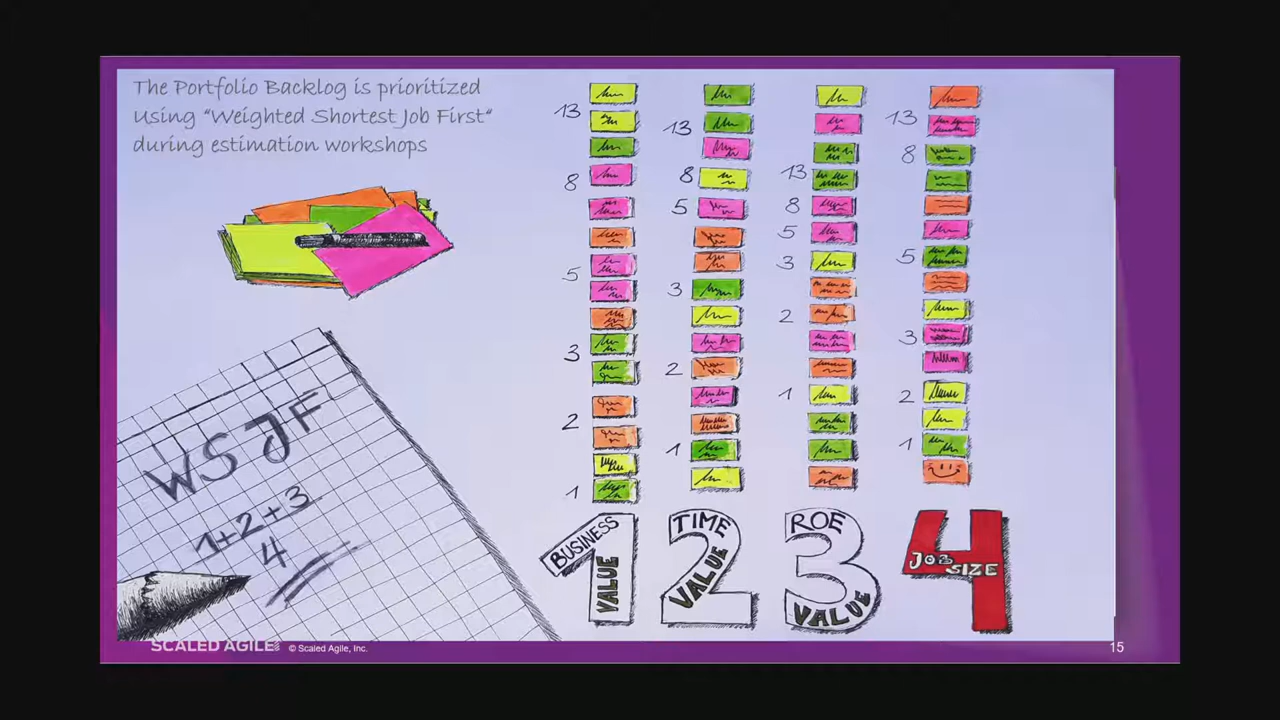 The Portfolio Backlog is prioritized
Using "Weighted Shortest Job First"
during estimation workshops
13
8
5
3
2
1
13
8
5
3
2
1
13
8
5
3
2
1
13
8
5
3
2
1
WSJF
1+2+3
4
BUSINESS
VALUE
TIME
VALUE
ROE
VALUE
JOB
SIZE
1
2
3
4
SCALED AGILE
© Scaled Agile, Inc.
15